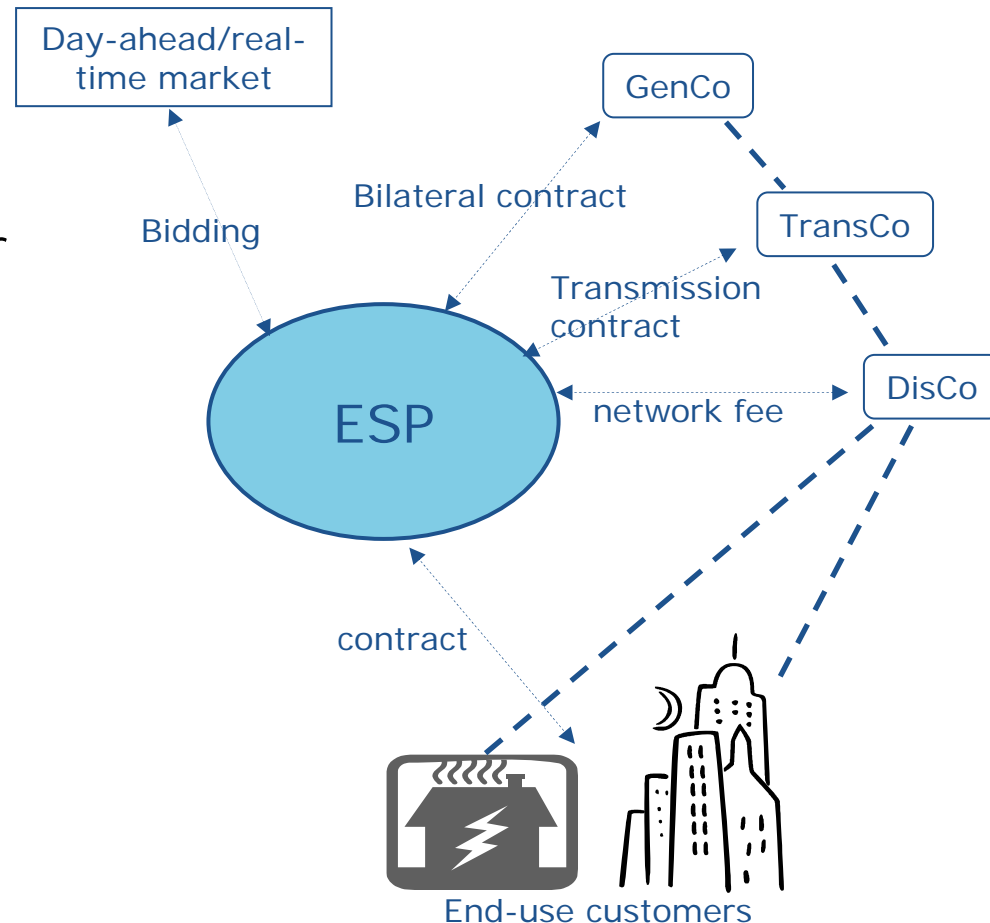 Day-ahead/real-
time market
GenCo
Bilateral contract
TransCo
Bidding
Transmission
contract
DisCo
network fee
ESP
contract
End-use customers